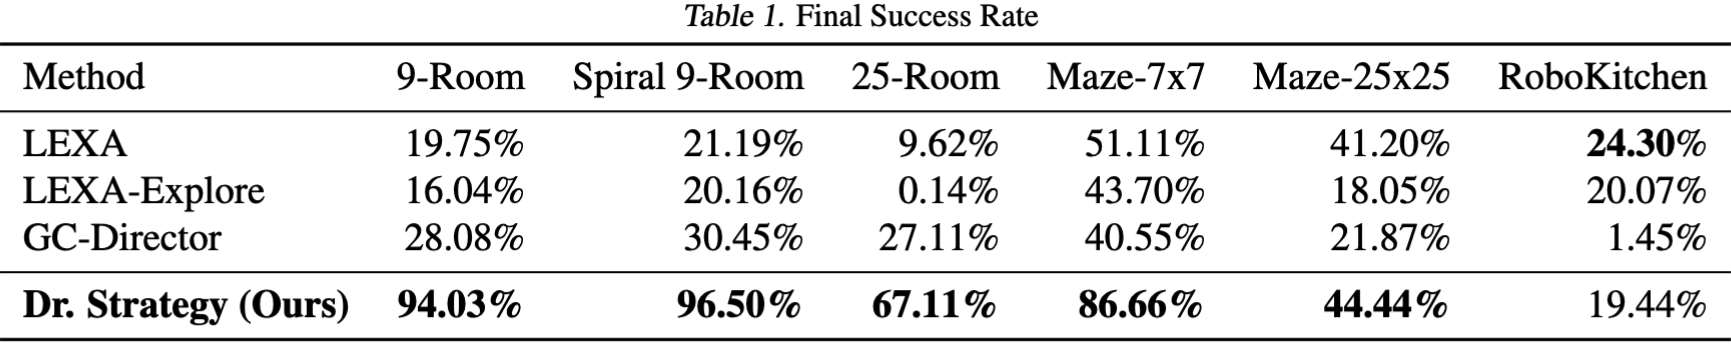 Table 1. Final Success Rate
Method 9-Room Spiral 9-Room 25-Room Maze-7x7 Maze-25x25 RoboKitchen
LEXA 19.75% 21.19% 9.62% 51.11% 41.20% 24.30%
LEXA-Explore 16.04% 20.16% 0.14% 43.70% 18.05% 20.07%
GC-Director 28.08% 30.45% 27.11% 40.55% 21.87% 1.45%
Dr. Strategy (Ours) 94.03% 96.50% 67.11% 86.66% 44.44% 19.44%